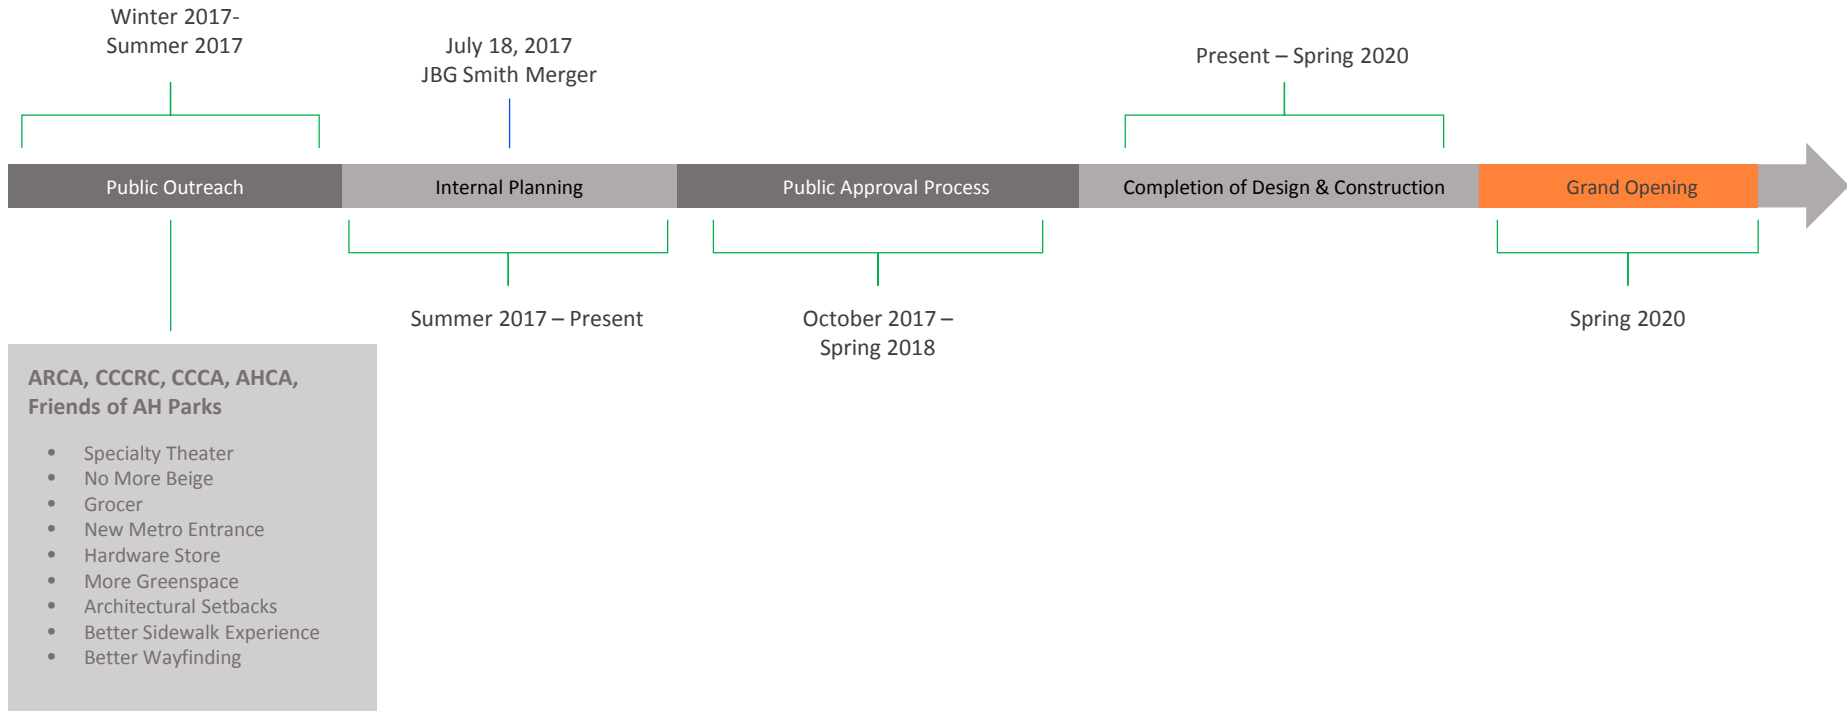 Winter 2017-
Summer 2017
July 18, 2017
JBG Smith Merger
Present – Spring 2020
Public Outreach
Internal Planning
Public Approval Process
Completion of Design & Construction
Grand Opening
Summer 2017 – Present
October 2017 –
Spring 2018
Spring 2020
ARCA, CCCRC, CCCA, AHCA,
Friends of AH Parks
• Specialty Theater
• No More Beige
• Grocer
• New Metro Entrance
• Hardware Store
• More Greenspace
• Architectural Setbacks
• Better Sidewalk Experience
• Better Wayfinding